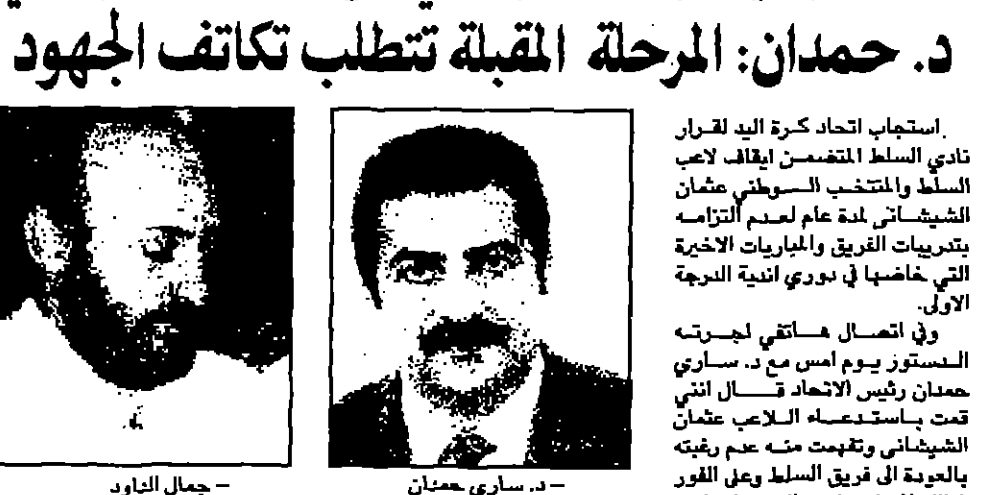 د. حمدان: المرحلة المقبلة تتطلب تكاتف الجهود
استجاب اتحاد كرة اليد لقرار
نادي السلط المتضمن ايقاف لاعب
السلط والمنتخب الوطني عثمان
الشيشاني لمدة عام لعدم التزامه
بتدريبات الفريق والمباريات الاخيرة
التي خاضها في دوري اندية الدرجة
الاولى.
وفي اتصال هاتفي اجرته
الدستور يوم امس مع د. ساري
حمدان رئيس الاتحاد قال انني
قمت باستدعاء اللاعب عثمان
الشيشاني وتفهمت منه عدم رغبته
بالعودة الى فريق السلط وعلى الفور
– د. ساري حمدان
– جمال الناود